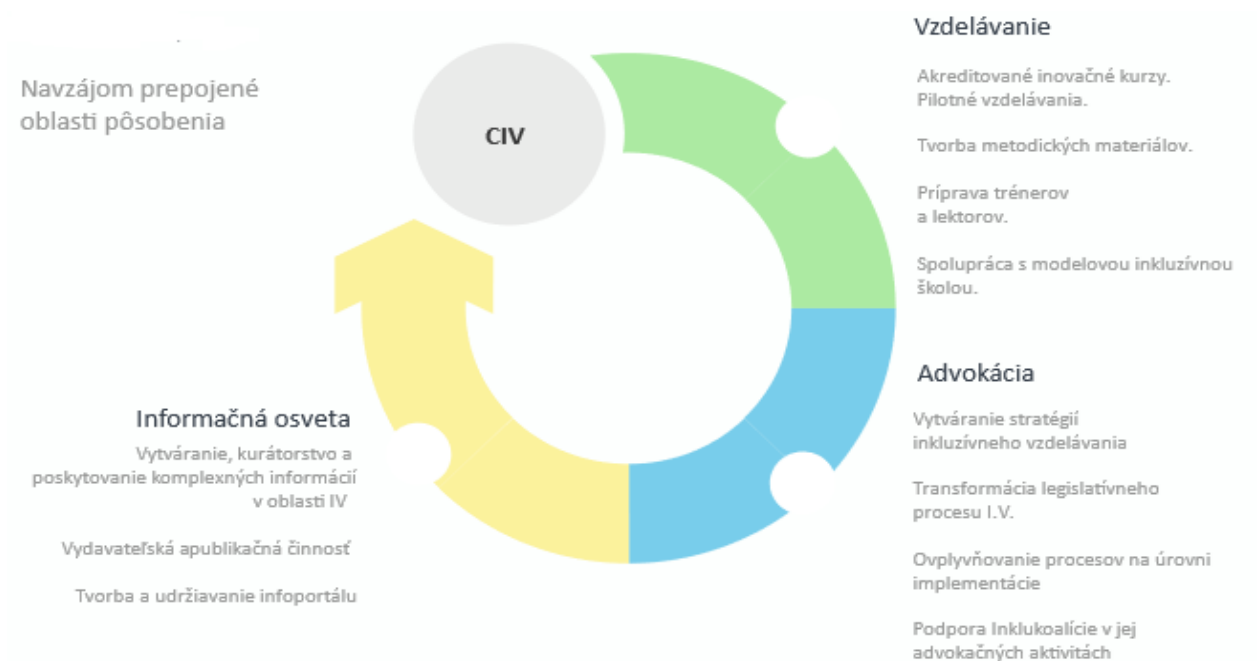 Navzájom prepojené
oblasti pôsobenia
CIV
Vzdelávanie
Akreditované inovačné kurzy.
Pilotné vzdelávania.
Tvorba metodických materiálov.
Príprava trénerov
a lektorov.
Spolupráca s modelovou inkluzívnou
školou.
Advokácia
Vytváranie stratégií
inkluzívneho vzdelávania
Transformácia legislatívneho
procesu I.V.
Ovplyvňovanie procesov na úrovni
implementácie
Podpora Inklukoalície v jej
advokačných aktivitách
Informačná osveta
Vytváranie, kurátorstvo a
poskytovanie komplexných informácií
v oblasti IV
Vydavateľská apublikačná činnosť
Tvorba a udržiavanie infoportálu